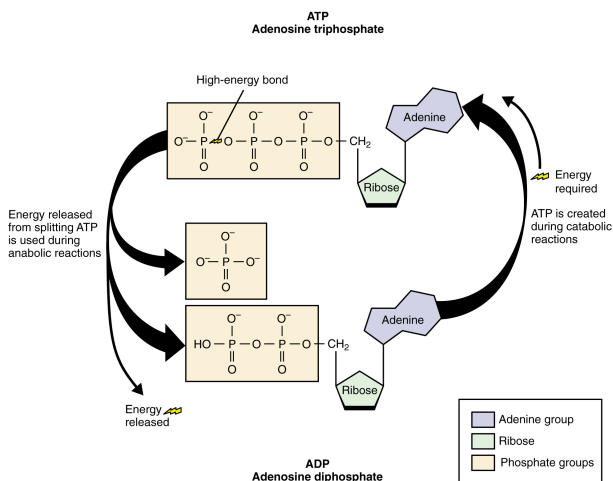 ATP
Adenosine triphosphate
High-energy bond
O⁻ O⁻ O⁻
O⁻ P O P O P O CH₂
O O O
Adenine
Ribose
Energy
required
ATP is created
during catabolic
reactions
Energy released
from splitting ATP
is used during
anabolic reactions
O⁻
O⁻ P O⁻
O
O⁻ O⁻
HO P O P O CH₂
O O
Adenine
Ribose
Energy
released
Adenine group
Ribose
Phosphate groups
ADP
Adenosine diphosphate